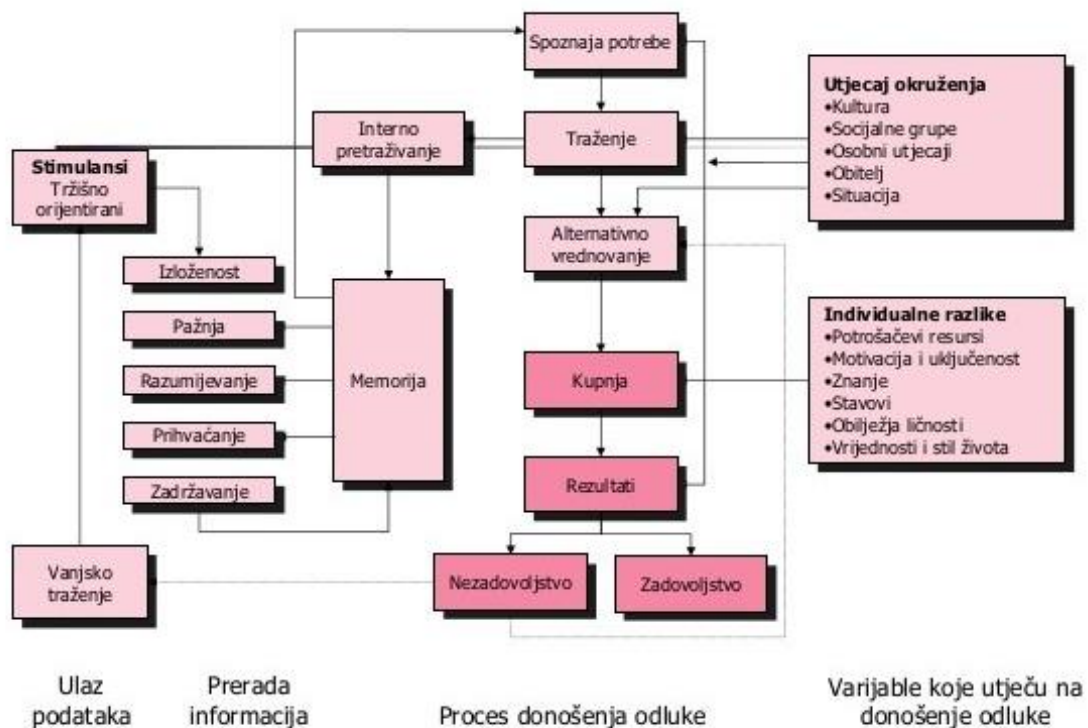 Spoznaja potrebe
Interno
pretraživanje
Traženje
Utjecaj okruženja
•Kultura
•Socijalne grupe
•Osobni utjecaji
•Obitelj
•Situacija
Stimulansi
Tržišno
orijentirani
Alternativno
vrednovanje
Izloženost
Pažnja
Razumijevanje
Prihvaćanje
Zadržavanje
Memorija
Kupnja
Individualne razlike
•Potrošačevi resursi
•Motivacija i uključenost
•Znanje
•Stavovi
•Obilježja ličnosti
•Vrijednosti i stil života
Rezultati
Vanjsko
traženje
Nezadovoljstvo
Zadovoljstvo
Ulaz
podataka
Prerada
informacija
Proces donošenja odluke
Varijable koje utječu na
donošenje odluke